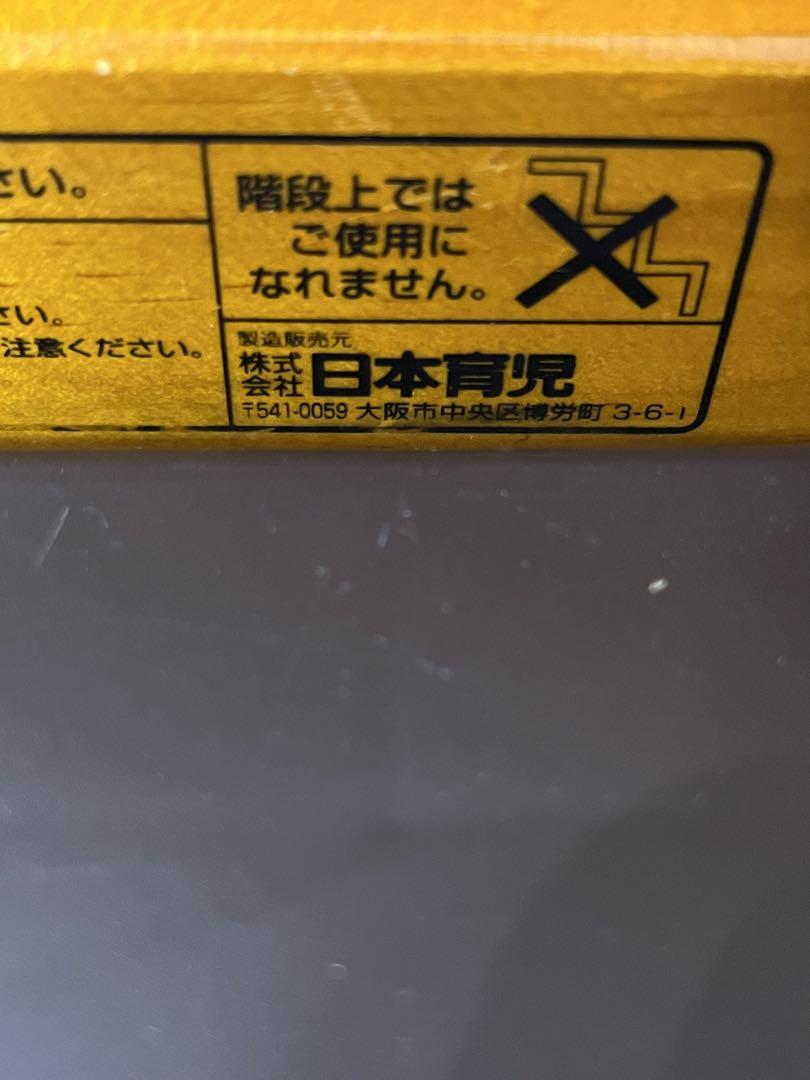 さい。
階段上では
ご使用に
なれません。
さい。
注意ください。
製造販売元
株式会社 日本育児
〒541-0059 大阪市中央区博労町 3-6-1